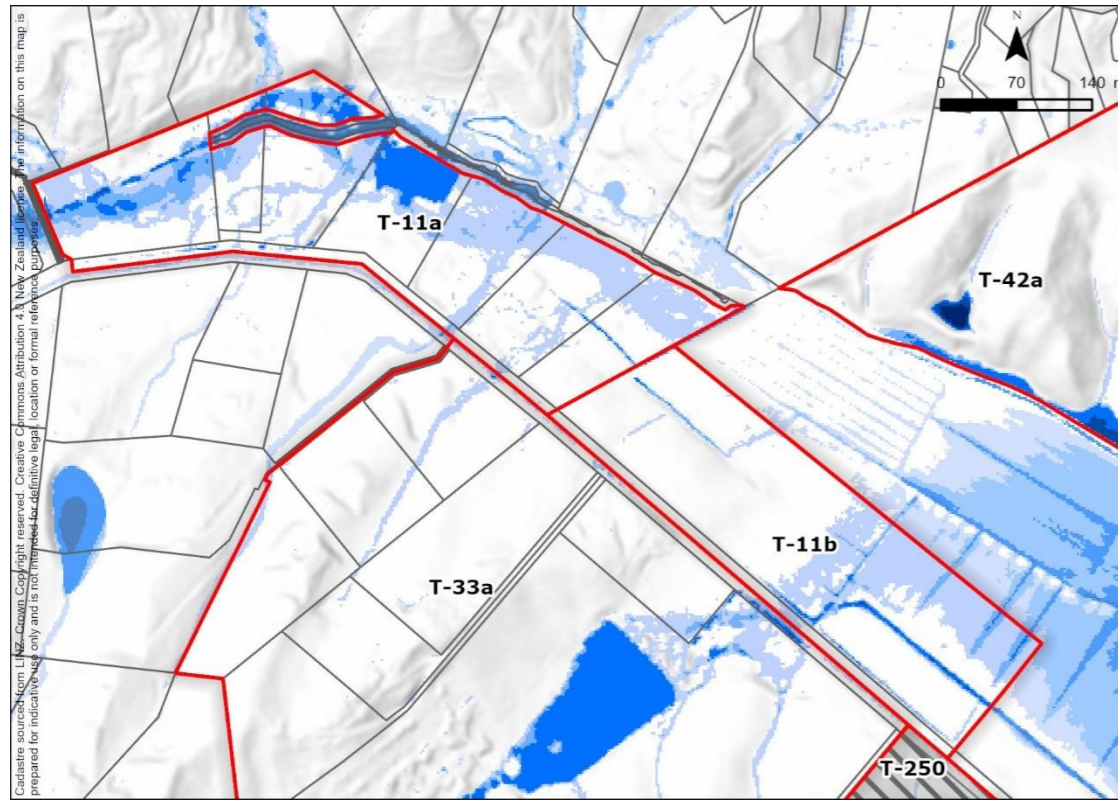 Cadastre sourced from LINZ. Crown Copyright reserved. Creative Commons Attribution 4.0 New Zealand licence. The information on this map is
prepared for indicative use only and is not intended for definitive legal, location or formal reference purposes.
N
0 70 140
T-11a
T-42a
T-11b
T-33a
T-250